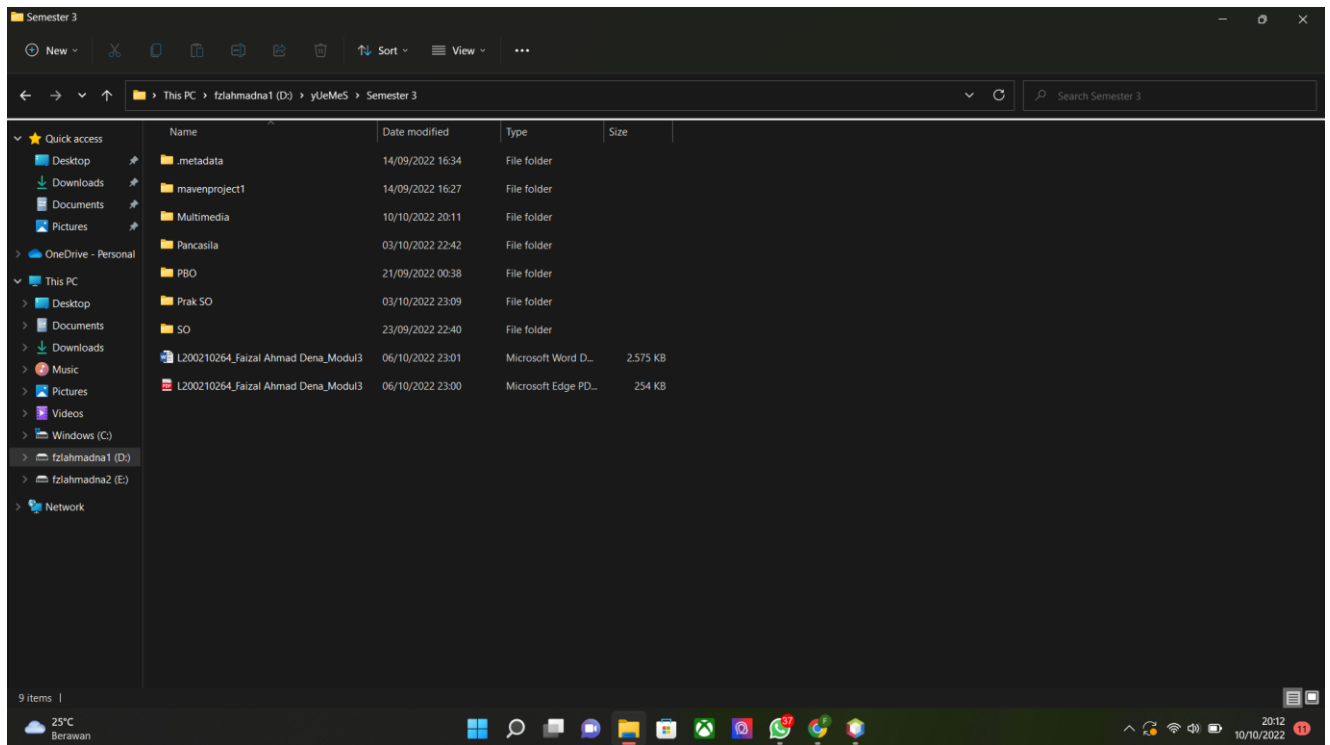 Semester 3
New
Sort
View
This PC > fzlahmadna1 (D:) > yUeMeS > Semester 3
Search Semester 3
Quick access
Desktop
Downloads
Documents
Pictures
OneDrive - Personal
This PC
Desktop
Documents
Downloads
Music
Pictures
Videos
Windows (C:)
fzlahmadna1 (D:)
fzlahmadna2 (E:)
Network
Name Date modified Type Size
.metadata 14/09/2022 16:34 File folder
mavenproject1 14/09/2022 16:27 File folder
Multimedia 10/10/2022 20:11 File folder
Pancasila 03/10/2022 22:42 File folder
PBO 21/09/2022 00:38 File folder
Prak SO 03/10/2022 23:09 File folder
SO 23/09/2022 22:40 File folder
L200210264_Faizal Ahmad Dena_Modul3 06/10/2022 23:01 Microsoft Word D... 2.575 KB
L200210264_Faizal Ahmad Dena_Modul3 06/10/2022 23:00 Microsoft Edge PD... 254 KB
9 items
25°C
Berawan
37
20:12
10/10/2022
11